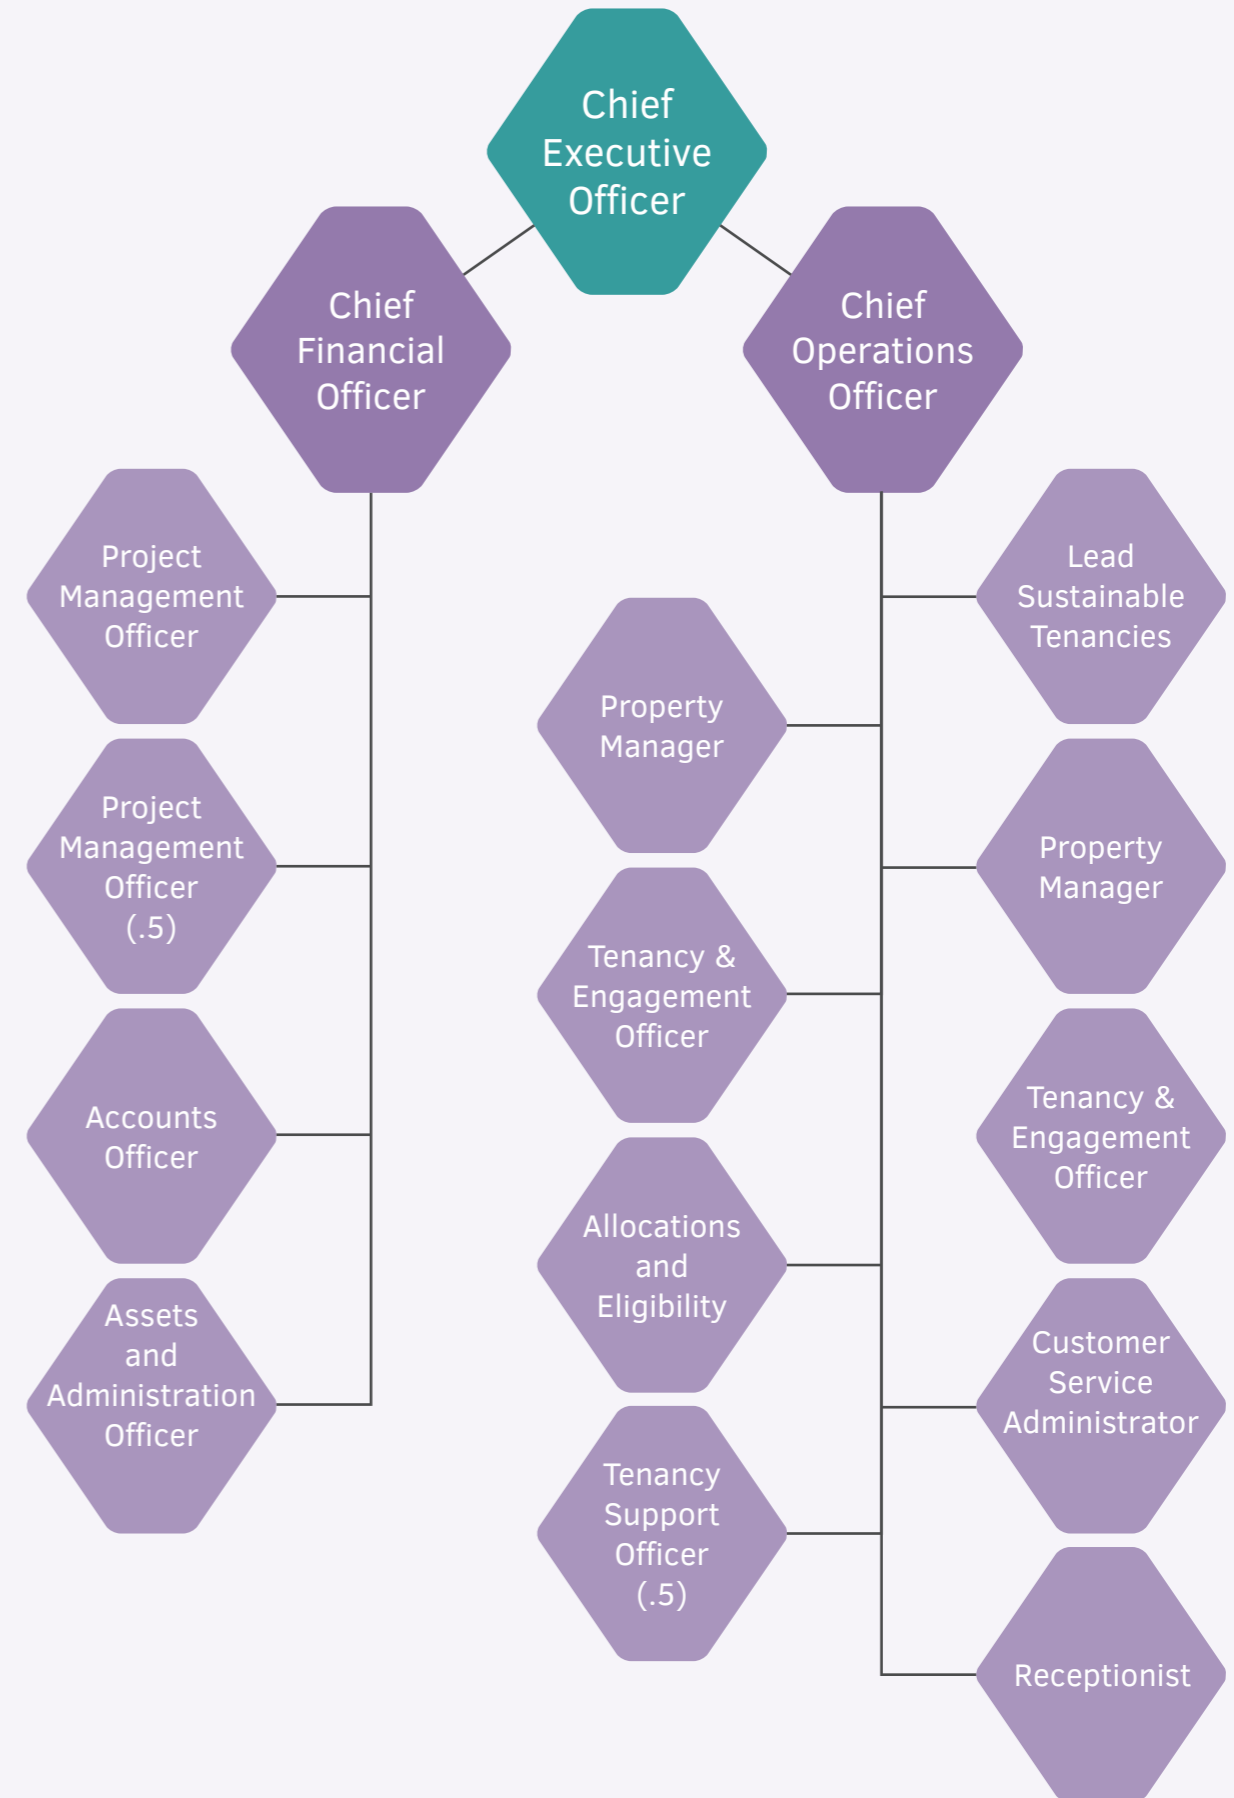 Chief
Executive
Officer
Chief
Financial
Officer
Chief
Operations
Officer
Project
Management
Officer
Project
Management
Officer
(.5)
Accounts
Officer
Assets
and
Administration
Officer
Property
Manager
Tenancy &
Engagement
Officer
Allocations
and
Eligibility
Tenancy
Support
Officer
(.5)
Lead
Sustainable
Tenancies
Property
Manager
Tenancy &
Engagement
Officer
Customer
Service
Administrator
Receptionist